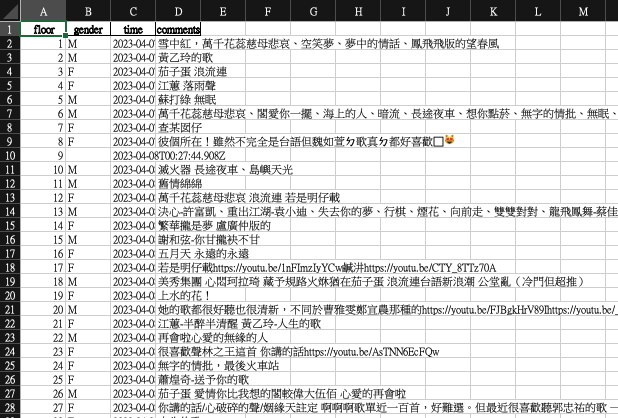 A B C D E F G H I J K L M
1 floor gender time comments
2 1 M 2023-04-0 雪中紅，萬千花蕊慈母悲哀、空笑夢、夢中的情話、鳳飛飛版的望春風
3 2 M 2023-04-0 黃乙玲的歌
4 3 F 2023-04-0 茄子蛋 浪流連
5 4 F 2023-04-0 江蕙 落雨聲
6 5 M 2023-04-0 蘇打綠 無眠
7 6 M 2023-04-0 萬千花蕊慈母悲哀、閣愛你一擺、海上的人、暗流、長途夜車、想你點菸、無字的情批、無眠、
8 7 F 2023-04-0 查某囡仔
9 8 F 2023-04-0 彼個所在！雖然不完全是台語但魏如萱ㄉ歌真ㄉ都好喜歡
10 9 2023-04-08T00:27:44.908Z
11 10 M 2023-04-0 滅火器 長途夜車、島嶼天光
12 11 M 2023-04-0 舊情綿綿
13 12 F 2023-04-0 萬千花蕊慈母悲哀 浪流連 若是明仔載
14 13 M 2023-04-0 決心-許富凱、重出江湖-袁小迪、失去你的夢、行棋、煙花、向前走、雙雙對對、龍飛鳳舞-蔡佳
15 14 F 2023-04-0 繁華攏是夢 盧廣仲版的
16 15 M 2023-04-0 謝和弦-你甘攏袂不甘
17 16 F 2023-04-0 五月天 永遠的永遠
18 17 F 2023-04-0 若是明仔載https://youtu.be/1nFImzIyYCw鹹汫https://youtu.be/CTY_8TTz70A
19 18 M 2023-04-0 美秀集團 心悶珂拉琦 葬予規路火烌猶在茄子蛋 浪流連台語新浪潮 公堂亂（冷門但超推）
20 19 F 2023-04-0 上水的花！
21 20 M 2023-04-0 她的歌都很好聽也很清新，不同於曹雅雯鄭宜農那種的https://youtu.be/FJBgkHrV89Ihttps://youtu.be/
22 21 F 2023-04-0 江蕙-半醉半清醒 黃乙玲-人生的歌
23 22 M 2023-04-0 再會啦心愛的無緣的人
24 23 F 2023-04-0 很喜歡聲林之王這首 你講的話https://youtu.be/AsTNN6EcFQw
25 24 F 2023-04-0 無字的情批，最後火車站
26 25 F 2023-04-0 蕭煌奇-送予你的歌
27 26 M 2023-04-0 茄子蛋 愛情你比我想的閣較偉大伍佰 心愛的再會啦
28 27 F 2023-04-0 你講的話/心破碎的聲/姻緣天註定 啊啊啊歌單近一百首，好難選。但最近很喜歡聽郭忠祐的歌